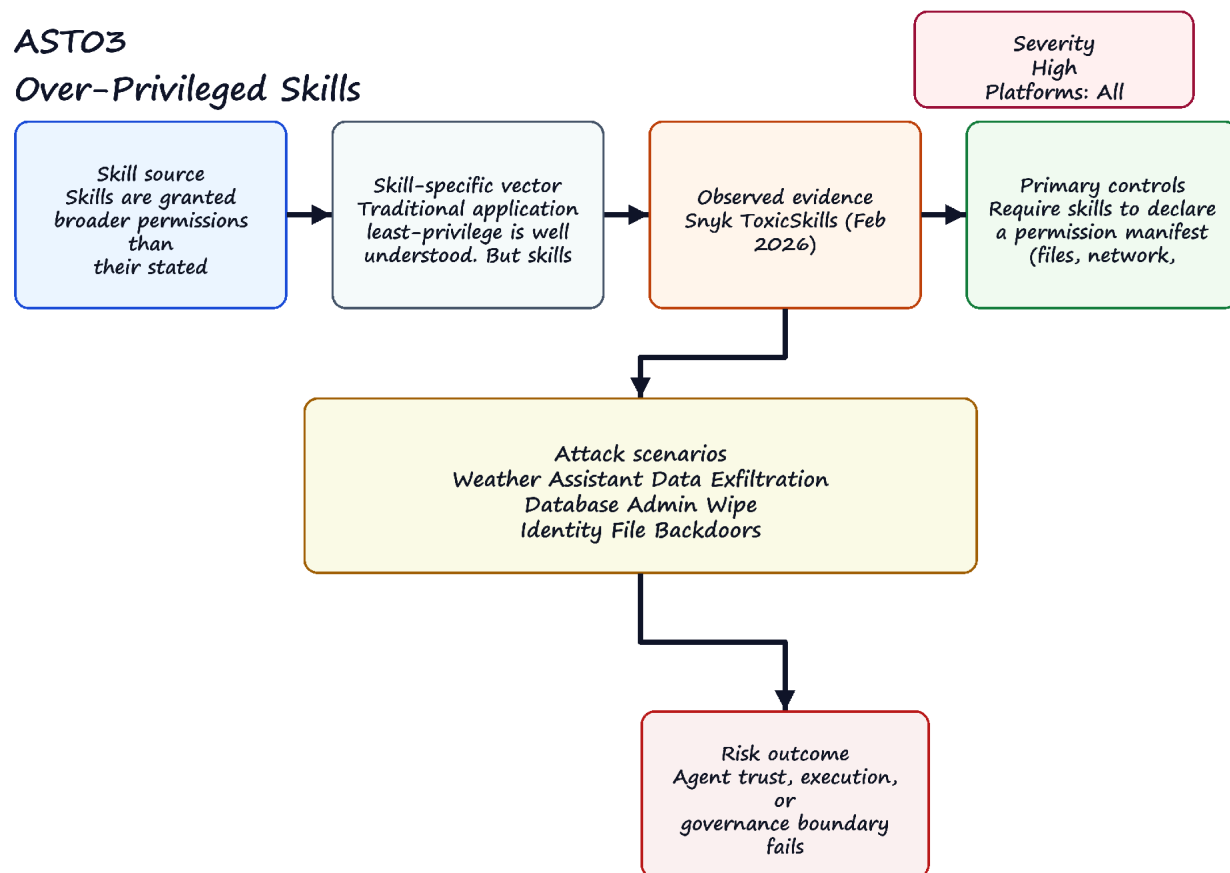 AST03
Over-Privileged Skills
Severity
High
Platforms: All
Skill source
Skills are granted
broader permissions
than
their stated
Skill-specific vector
Traditional application
least-privilege is well
understood. But skills
Observed evidence
Snyk ToxicSkills (Feb
2026)
Primary controls
Require skills to declare
a permission manifest
(files, network,
Attack scenarios
Weather Assistant Data Exfiltration
Database Admin Wipe
Identity File Backdoors
Risk outcome
Agent trust, execution,
or
governance boundary
fails